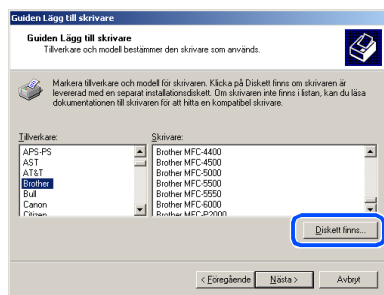 Guiden Lägg till skrivare
Guiden Lägg till skrivare
Tillverkare och modell bestämmer den skrivare som används.
Markera tillverkare och modell för skrivaren. Klicka på Diskett finns om skrivaren är
levererad med en separat installationsdiskett. Om skrivaren inte finns i listan, kan du läsa
dokumentationen till skrivaren för att hitta en kompatibel skrivare.
Tillverkare:
APS-PS
AST
AT&T
Brother
Bull
Canon
Citizen
Skrivare:
Brother MFC-4400
Brother MFC-4500
Brother MFC-5000
Brother MFC-5500
Brother MFC-5550
Brother MFC-6000
Brother MFC-P2000
Diskett finns...
< Föregående
Nästa >
Avbryt